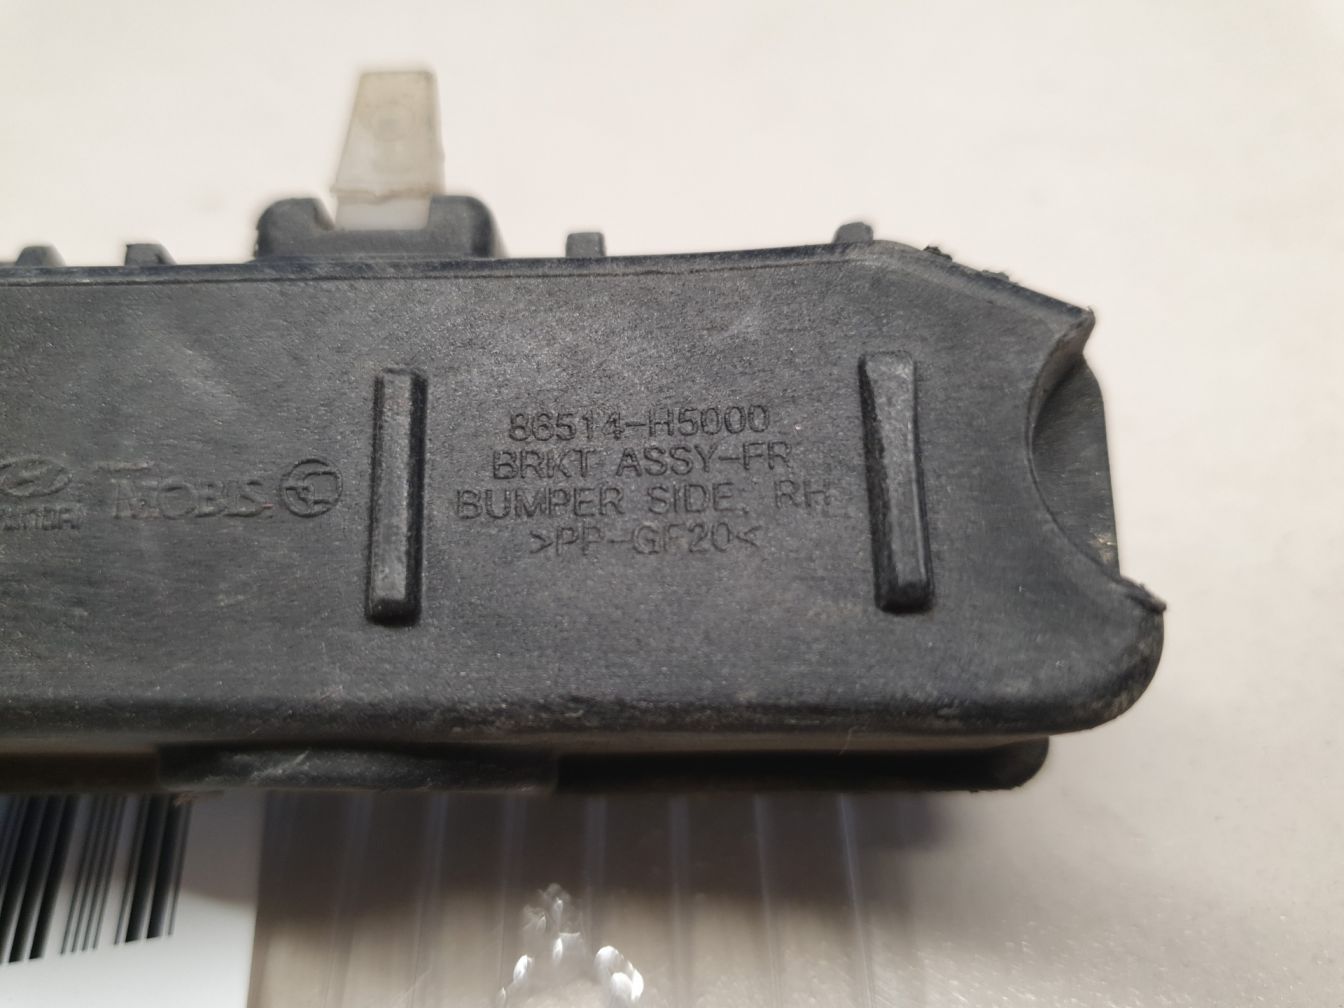 86514-H5000
BRKT ASSY-FR
BUMPER SIDE, RH
>PP-GF20<
MOBIS